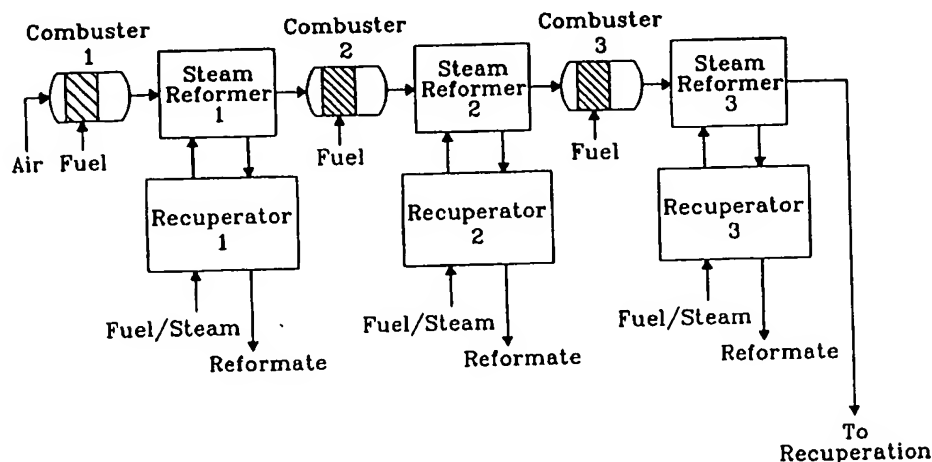 Combuster
1
Steam
Reformer
1
Air
Fuel
Recuperator
1
Fuel/Steam
Reformate
Combuster
2
Steam
Reformer
2
Fuel
Recuperator
2
Fuel/Steam
Reformate
Combuster
3
Steam
Reformer
3
Fuel
Recuperator
3
Fuel/Steam
Reformate
To
Recuperation